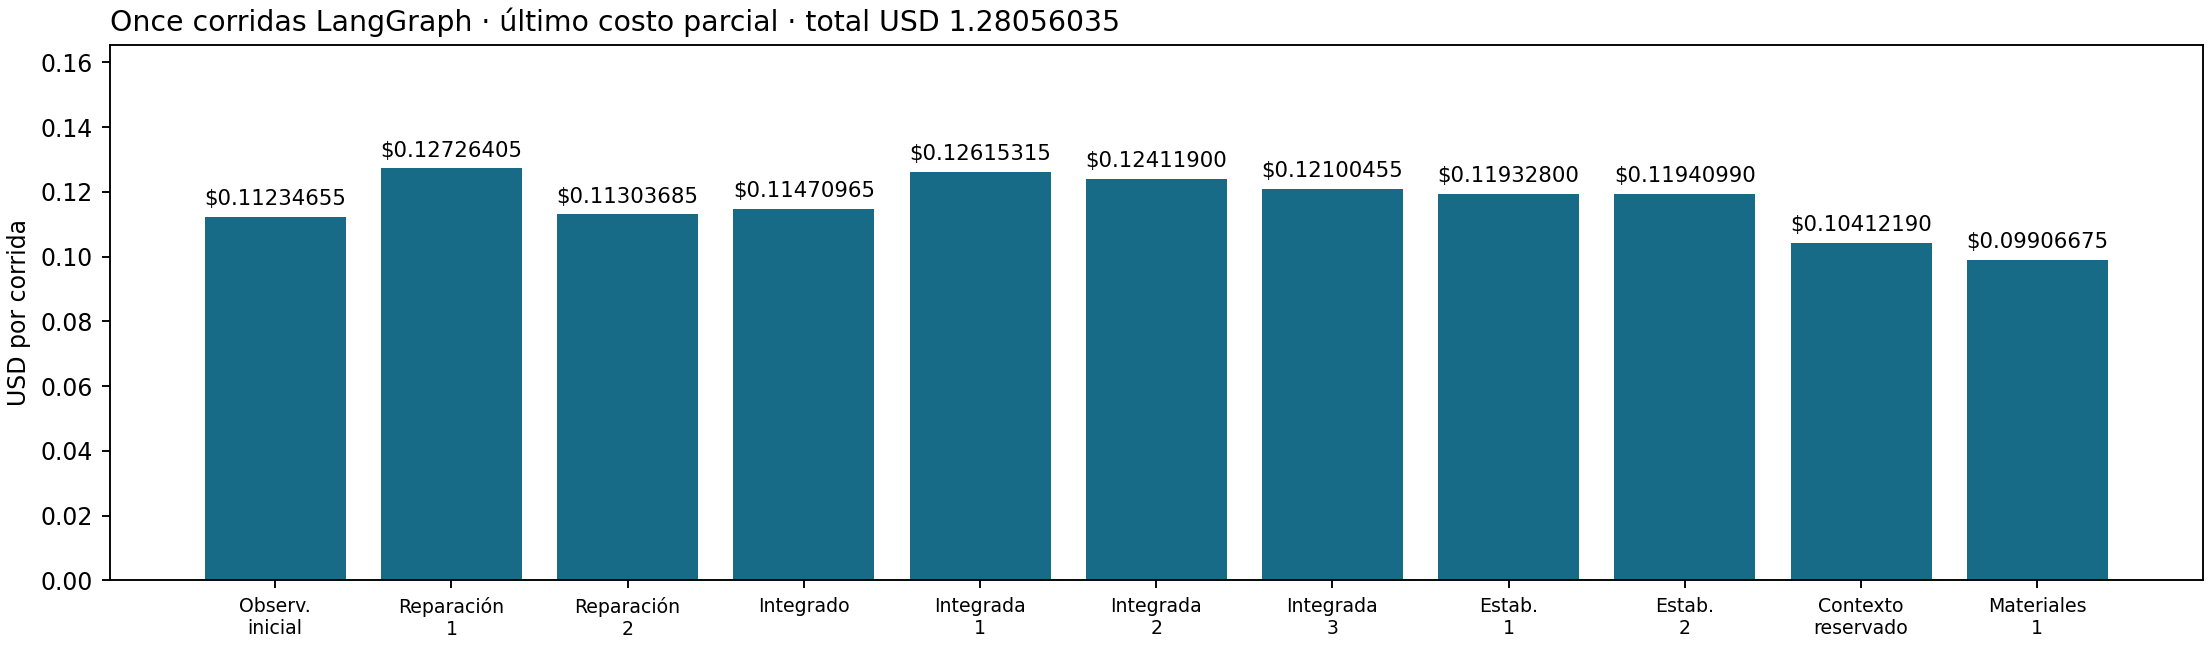 Once corridas LangGraph · último costo parcial · total USD 1.28056035
USD por corrida
0.16
0.14
0.12
0.10
0.08
0.06
0.04
0.02
0.00
$0.11234655
$0.12726405
$0.11303685
$0.11470965
$0.12615315
$0.12411900
$0.12100455
$0.11932800
$0.11940990
$0.10412190
$0.09906675
Observ.
inicial
Reparación
1
Reparación
2
Integrado
Integrada
1
Integrada
2
Integrada
3
Estab.
1
Estab.
2
Contexto
reservado
Materiales
1